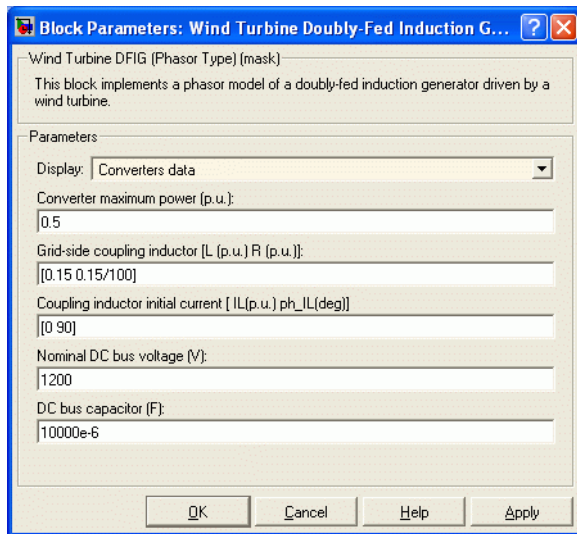 Block Parameters: Wind Turbine Doubly-Fed Induction G...
Wind Turbine DFIG (Phasor Type) (mask)
This block implements a phasor model of a doubly-fed induction generator driven by a
wind turbine.
Parameters
Display: Converters data
Converter maximum power (p.u.):
0.5
Grid-side coupling inductor [L (p.u.) R (p.u.)]:
[0.15 0.15/100]
Coupling inductor initial current [ IL(p.u.) ph_IL(deg)]
[0 90]
Nominal DC bus voltage (V):
1200
DC bus capacitor (F):
10000e-6
OK Cancel Help Apply